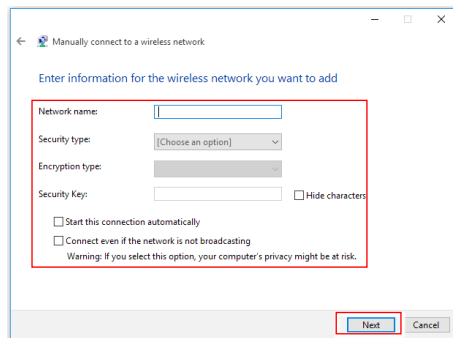 Manually connect to a wireless network
Enter information for the wireless network you want to add
Network name:
Security type: [Choose an option]
Encryption type:
Security Key: Hide characters
Start this connection automatically
Connect even if the network is not broadcasting
Warning: If you select this option, your computer's privacy might be at risk.
Next Cancel